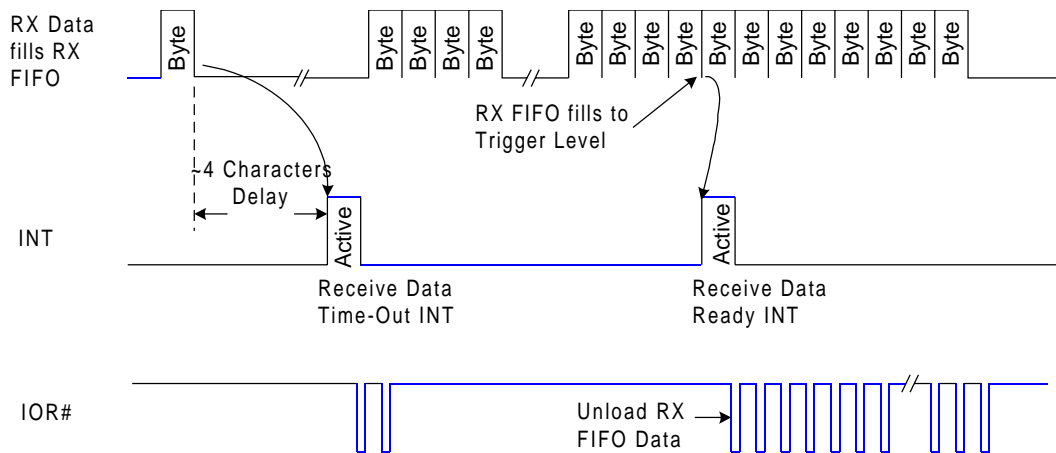 RX Data
fills RX
FIFO
Byte
Byte Byte Byte Byte
Byte Byte Byte Byte Byte Byte Byte Byte Byte Byte Byte Byte
RX FIFO fills to
Trigger Level
~4 Characters
Delay
INT
Active
Active
Receive Data
Time-Out INT
Receive Data
Ready INT
IOR#
Unload RX
FIFO Data